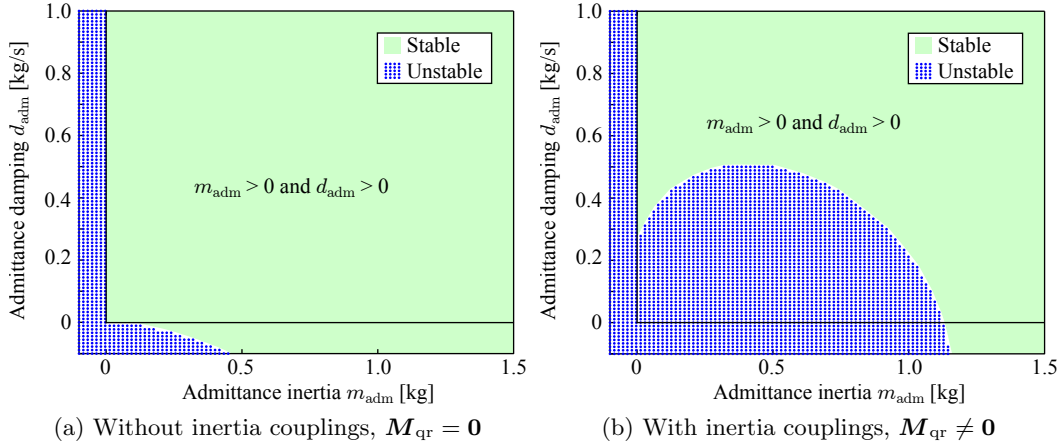 1.0
0.8
0.6
0.4
0.2
0
Admittance damping d_adm [kg/s]
Stable
Unstable
m_adm > 0 and d_adm > 0
0
0.5
1.0
1.5
Admittance inertia m_adm [kg]
(a) Without inertia couplings, M_qr = 0
1.0
0.8
0.6
0.4
0.2
0
Admittance damping d_adm [kg/s]
Stable
Unstable
m_adm > 0 and d_adm > 0
0
0.5
1.0
1.5
Admittance inertia m_adm [kg]
(b) With inertia couplings, M_qr ≠ 0